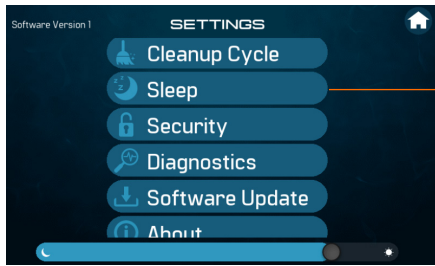 Software Version 1
SETTINGS
Cleanup Cycle
Sleep
Security
Diagnostics
Software Update
About